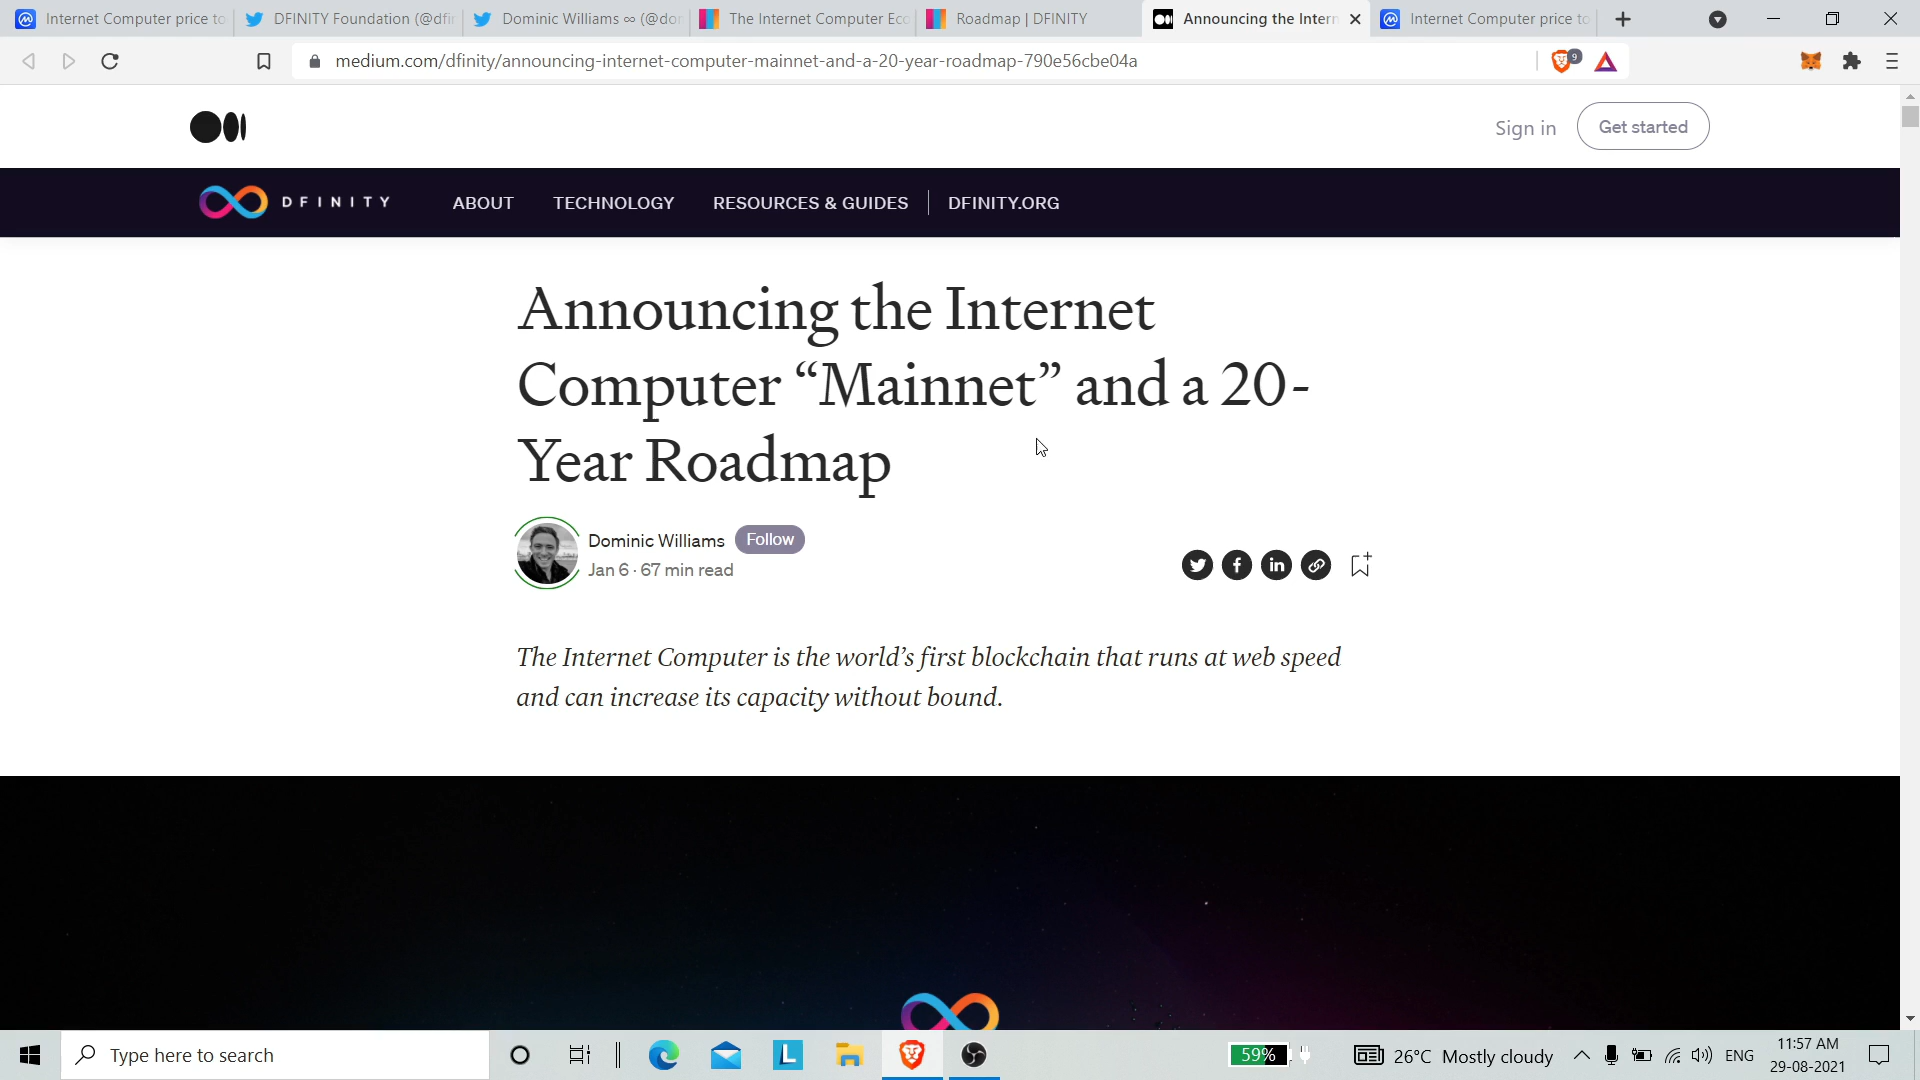 Internet Computer price to
DFINITY Foundation (@dfi
Dominic Williams ∞ (@do
The Internet Computer Ec
Roadmap | DFINITY
Announcing the Intern
Internet Computer price to
medium.com/dfinity/announcing-internet-computer-mainnet-and-a-20-year-roadmap-790e56cbe04a
9
Sign in
Get started
DFINITY
ABOUT
TECHNOLOGY
RESOURCES & GUIDES
DFINITY.ORG
Announcing the Internet
Computer “Mainnet” and a 20-
Year Roadmap
Dominic Williams
Follow
Jan 6 · 67 min read
The Internet Computer is the world’s first blockchain that runs at web speed
and can increase its capacity without bound.
Type here to search
L
59%
26°C Mostly cloudy
ENG
11:57 AM
29-08-2021